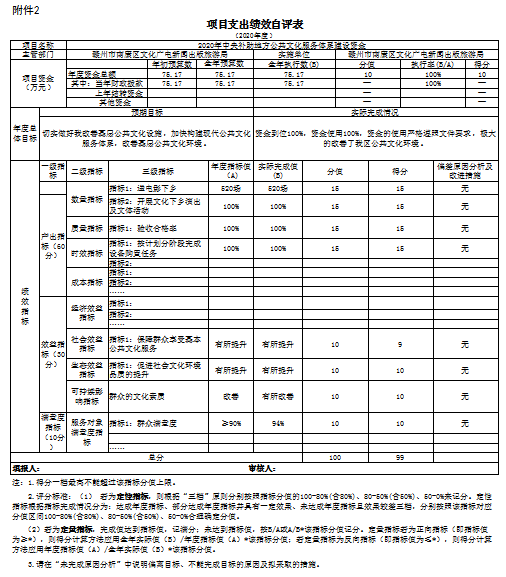 附件2
项目支出绩效自评表
(2020年度)
项目名称 2020年中央补助地方公共文化服务体系建设资金
主管部门 赣州市南康区文化广电新闻出版旅游局 实施单位 赣州市南康区文化广电新闻出版旅游局
项目资金（万元） 年初预算数 全年预算数 全年执行数(B) 分值 执行率(B/A) 得分
年度资金总额 75.17 75.17 75.17 10 100% 10
其中：当年财政拨款 75.17 75.17 75.17 — 100% —
上年结转资金 — —
其他资金 — —
年度总体目标 预期目标 实际完成情况
切实做好我改善基层公共文化设施，加快构建现代公共文化服务体系，改善基层公共文化环境。 资金到位100%，资金使用100%，资金的使用严格遵照文件要求，极大的改善了我区公共文化环境。
绩效指标 一级指标 二级指标 三级指标 年度指标值(A) 实际完成值(B) 分值 得分 偏差原因分析及改进措施
产出指标（60分） 数量指标 指标1：送电影下乡 520场 520场 15 15 无
指标2：开展文化下乡演出及文体活动 100% 100% 15 15 无
质量指标 指标1：验收合格率 100% 100% 15 15 无
时效指标 指标1：按计划分阶段完成设备购置任务 100% 100% 15 15 无
指标2：
成本指标 指标1：
指标2：
……
效益指标（30分） 经济效益指标 指标1：
指标2：
……
社会效益指标 指标1：保障群众享受基本公共文化服务 有所提升 有所提升 10 9 无
生态效益指标 指标1：促进社会文化环境品质的提升 有所提升 有所提升 10 10 无
可持续影响指标 群众的文化素质 改善 有所改善 10 10 无
满意度指标（10分） 服务对象满意度指标 指标1：群众满意度 ≥90% 94% 10 10 无
……
总分 100 99
填报人： 审核人：
注：1.得分一档最高不能超过该指标分值上限。
2.评分标准：（1）若为定性指标，则根据“三档”原则分别按照指标分值的100-80%(含80%)、80-50%(含50%)、50-0%来记分。定性
指标根据指标完成情况分为：达成年度指标、部分达成年度指标并具有一定效果、未达成年度指标且效果较差三档，分别按照该指标对应
分值区间100-80%(含80%)、80-50%(含50%)、50-0%合理确定分值。
（2）若为定量指标，完成值达到指标值，记满分；未达到指标值，按B/A或A/B*该指标分值记分。定量指标若为正向指标（即指标值
为≥*），则得分计算方法应用全年实际值（B）/年度指标值（A）*该指标分值；若定量指标为反向指标（即指标值为≤*），则得分计算
方法应用年度指标值（A）/全年实际值（B）*该指标分值。
3.请在“未完成原因分析”中说明偏离目标、不能完成目标的原因及拟采取的措施。